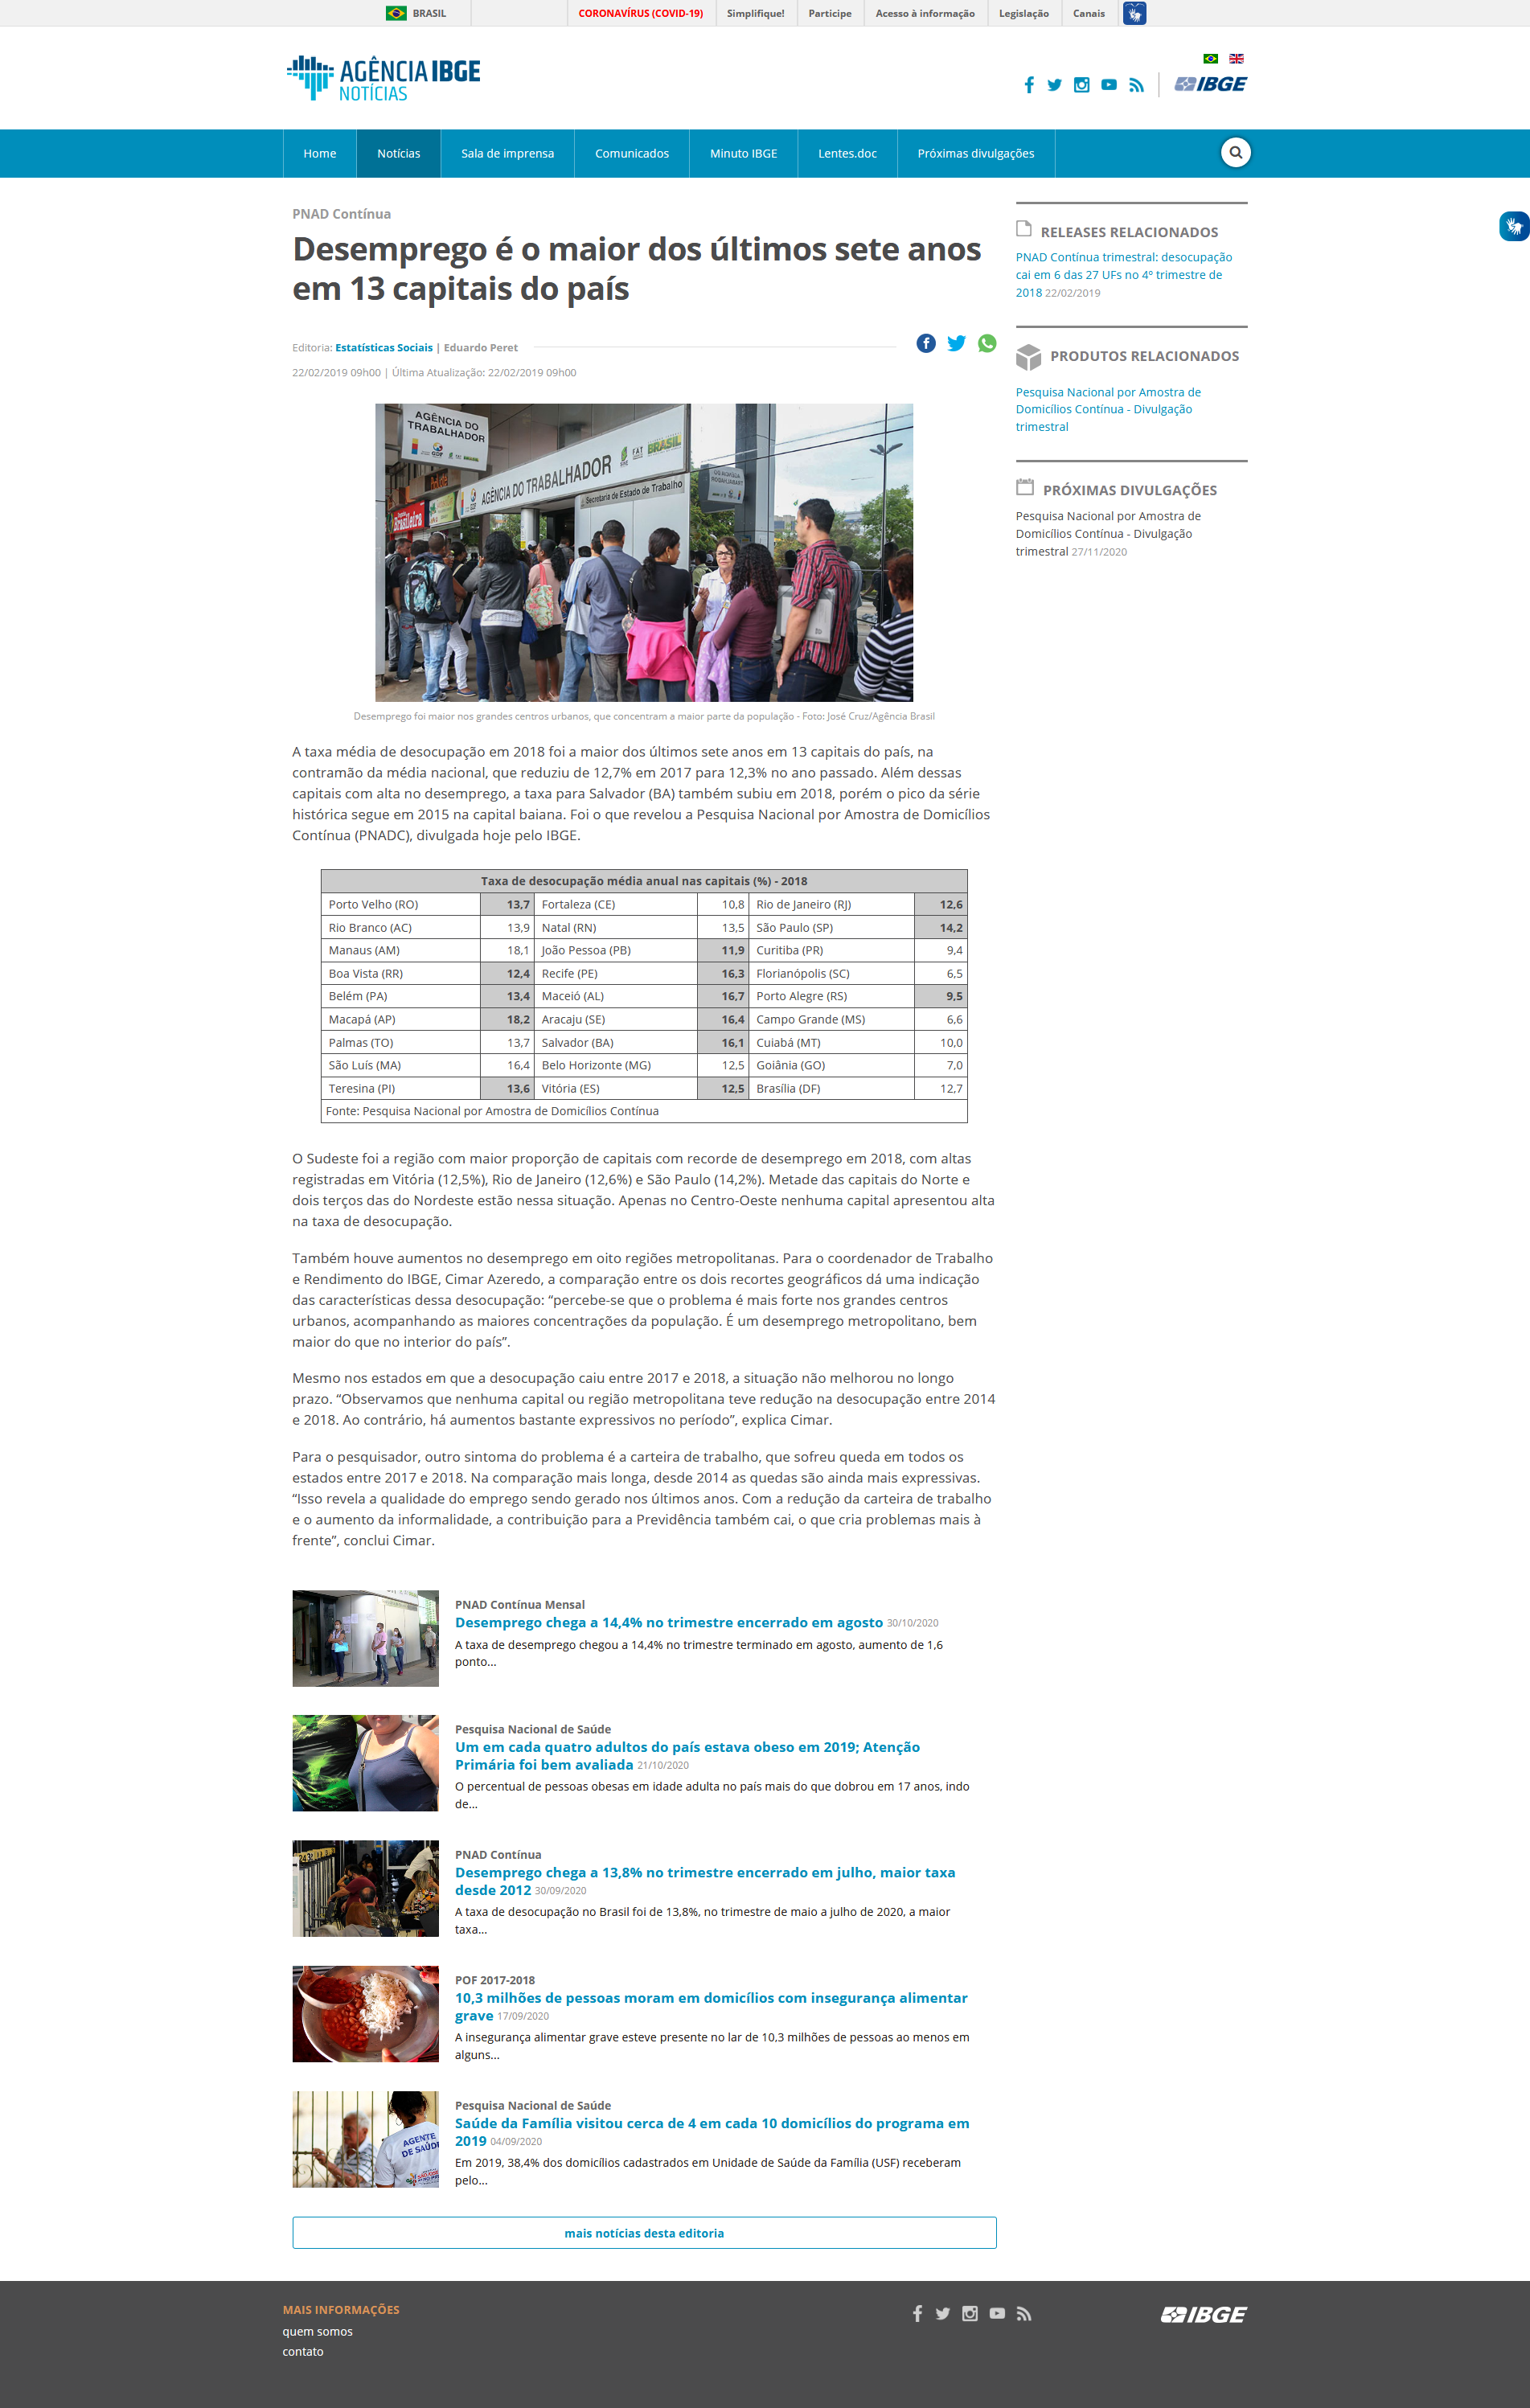 BRASIL
CORONAVÍRUS (COVID-19)
Simplifique!
Participe
Acesso à informação
Legislação
Canais
AGÊNCIA IBGE
NOTÍCIAS
IBGE
Home
Notícias
Sala de imprensa
Comunicados
Minuto IBGE
Lentes.doc
Próximas divulgações
PNAD Contínua
Desemprego é o maior dos últimos sete anos
em 13 capitais do país
Editoria: Estatísticas Sociais | Eduardo Peret
22/02/2019 09h00 | Última Atualização: 22/02/2019 09h00
AGÊNCIA DO
TRABALHADOR
GDF
AGÊNCIA DO TRABALHADOR
SINE FAT BRASIL
Secretaria de Estado de Trabalho
Brasileira
Desemprego foi maior nos grandes centros urbanos, que concentram a maior parte da população - Foto: José Cruz/Agência Brasil
A taxa média de desocupação em 2018 foi a maior dos últimos sete anos em 13 capitais do país, na
contramão da média nacional, que reduziu de 12,7% em 2017 para 12,3% no ano passado. Além dessas
capitais com alta no desemprego, a taxa para Salvador (BA) também subiu em 2018, porém o pico da série
histórica segue em 2015 na capital baiana. Foi o que revelou a Pesquisa Nacional por Amostra de Domicílios
Contínua (PNADC), divulgada hoje pelo IBGE.
Taxa de desocupação média anual nas capitais (%) - 2018
Porto Velho (RO) 13,7 Fortaleza (CE) 10,8 Rio de Janeiro (RJ) 12,6
Rio Branco (AC) 13,9 Natal (RN) 13,5 São Paulo (SP) 14,2
Manaus (AM) 18,1 João Pessoa (PB) 11,9 Curitiba (PR) 9,4
Boa Vista (RR) 12,4 Recife (PE) 16,3 Florianópolis (SC) 6,5
Belém (PA) 13,4 Maceió (AL) 16,7 Porto Alegre (RS) 9,5
Macapá (AP) 18,2 Aracaju (SE) 16,4 Campo Grande (MS) 6,6
Palmas (TO) 13,7 Salvador (BA) 16,1 Cuiabá (MT) 10,0
São Luís (MA) 16,4 Belo Horizonte (MG) 12,5 Goiânia (GO) 7,0
Teresina (PI) 13,6 Vitória (ES) 12,5 Brasília (DF) 12,7
Fonte: Pesquisa Nacional por Amostra de Domicílios Contínua
O Sudeste foi a região com maior proporção de capitais com recorde de desemprego em 2018, com altas
registradas em Vitória (12,5%), Rio de Janeiro (12,6%) e São Paulo (14,2%). Metade das capitais do Norte e
dois terços das do Nordeste estão nessa situação. Apenas no Centro-Oeste nenhuma capital apresentou alta
na taxa de desocupação.
Também houve aumentos no desemprego em oito regiões metropolitanas. Para o coordenador de Trabalho
e Rendimento do IBGE, Cimar Azeredo, a comparação entre os dois recortes geográficos dá uma indicação
das características dessa desocupação: “percebe-se que o problema é mais forte nos grandes centros
urbanos, acompanhando as maiores concentrações da população. É um desemprego metropolitano, bem
maior do que no interior do país”.
Mesmo nos estados em que a desocupação caiu entre 2017 e 2018, a situação não melhorou no longo
prazo. “Observamos que nenhuma capital ou região metropolitana teve redução na desocupação entre 2014
e 2018. Ao contrário, há aumentos bastante expressivos no período”, explica Cimar.
Para o pesquisador, outro sintoma do problema é a carteira de trabalho, que sofreu queda em todos os
estados entre 2017 e 2018. Na comparação mais longa, desde 2014 as quedas são ainda mais expressivas.
“Isso revela a qualidade do emprego sendo gerado nos últimos anos. Com a redução da carteira de trabalho
e o aumento da informalidade, a contribuição para a Previdência também cai, o que cria problemas mais à
frente”, conclui Cimar.
PNAD Contínua Mensal
Desemprego chega a 14,4% no trimestre encerrado em agosto 30/10/2020
A taxa de desemprego chegou a 14,4% no trimestre terminado em agosto, aumento de 1,6
ponto...
Pesquisa Nacional de Saúde
Um em cada quatro adultos do país estava obeso em 2019; Atenção
Primária foi bem avaliada 21/10/2020
O percentual de pessoas obesas em idade adulta no país mais do que dobrou em 17 anos, indo
de...
PNAD Contínua
Desemprego chega a 13,8% no trimestre encerrado em julho, maior taxa
desde 2012 30/09/2020
A taxa de desocupação no Brasil foi de 13,8%, no trimestre de maio a julho de 2020, a maior
taxa...
POF 2017-2018
10,3 milhões de pessoas moram em domicílios com insegurança alimentar
grave 17/09/2020
A insegurança alimentar grave esteve presente no lar de 10,3 milhões de pessoas ao menos em
alguns...
AGENTE
DE SAÚDE
Pesquisa Nacional de Saúde
Saúde da Família visitou cerca de 4 em cada 10 domicílios do programa em
2019 04/09/2020
Em 2019, 38,4% dos domicílios cadastrados em Unidade de Saúde da Família (USF) receberam
pelo...
mais notícias desta editoria
RELEASES RELACIONADOS
PNAD Contínua trimestral: desocupação
cai em 6 das 27 UFs no 4º trimestre de
2018 22/02/2019
PRODUTOS RELACIONADOS
Pesquisa Nacional por Amostra de
Domicílios Contínua - Divulgação
trimestral
PRÓXIMAS DIVULGAÇÕES
Pesquisa Nacional por Amostra de
Domicílios Contínua - Divulgação
trimestral 27/11/2020
MAIS INFORMAÇÕES
quem somos
contato
IBGE